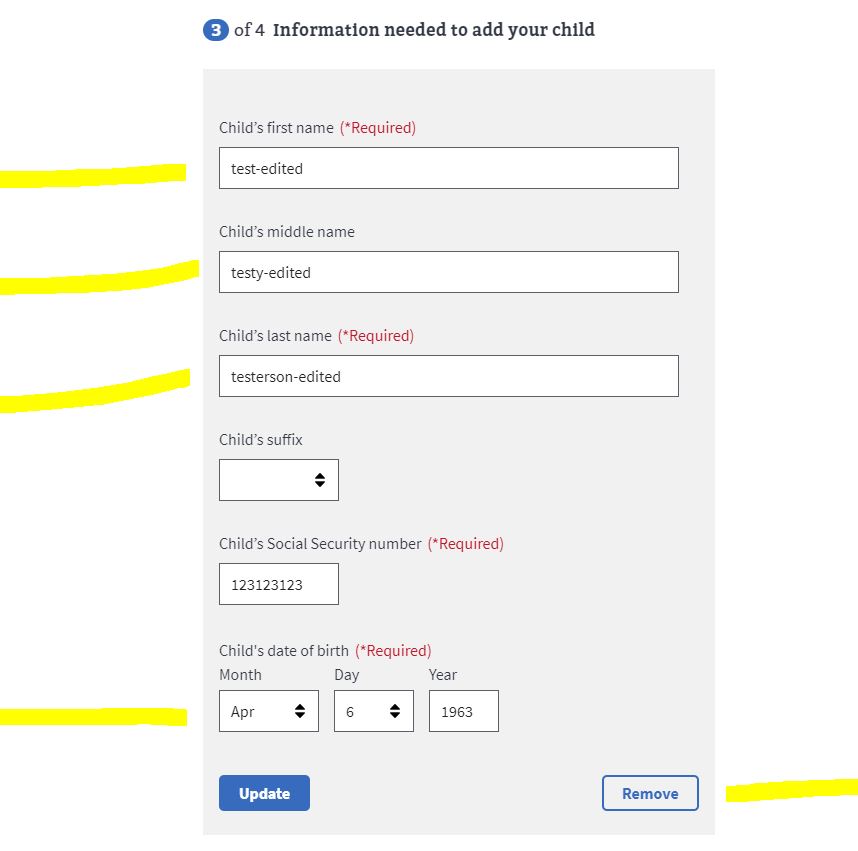 3 of 4 Information needed to add your child
Child’s first name (*Required)
test-edited
Child’s middle name
testy-edited
Child’s last name (*Required)
testerson-edited
Child’s suffix
Child’s Social Security number (*Required)
123123123
Child's date of birth (*Required)
Month Day Year
Apr 6 1963
Update Remove